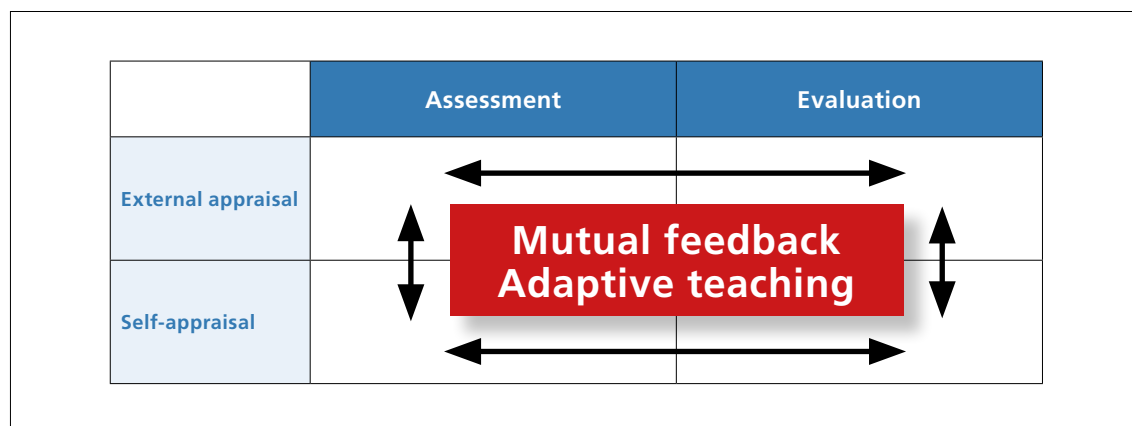 Assessment
Evaluation
External appraisal
Mutual feedback
Adaptive teaching
Self-appraisal